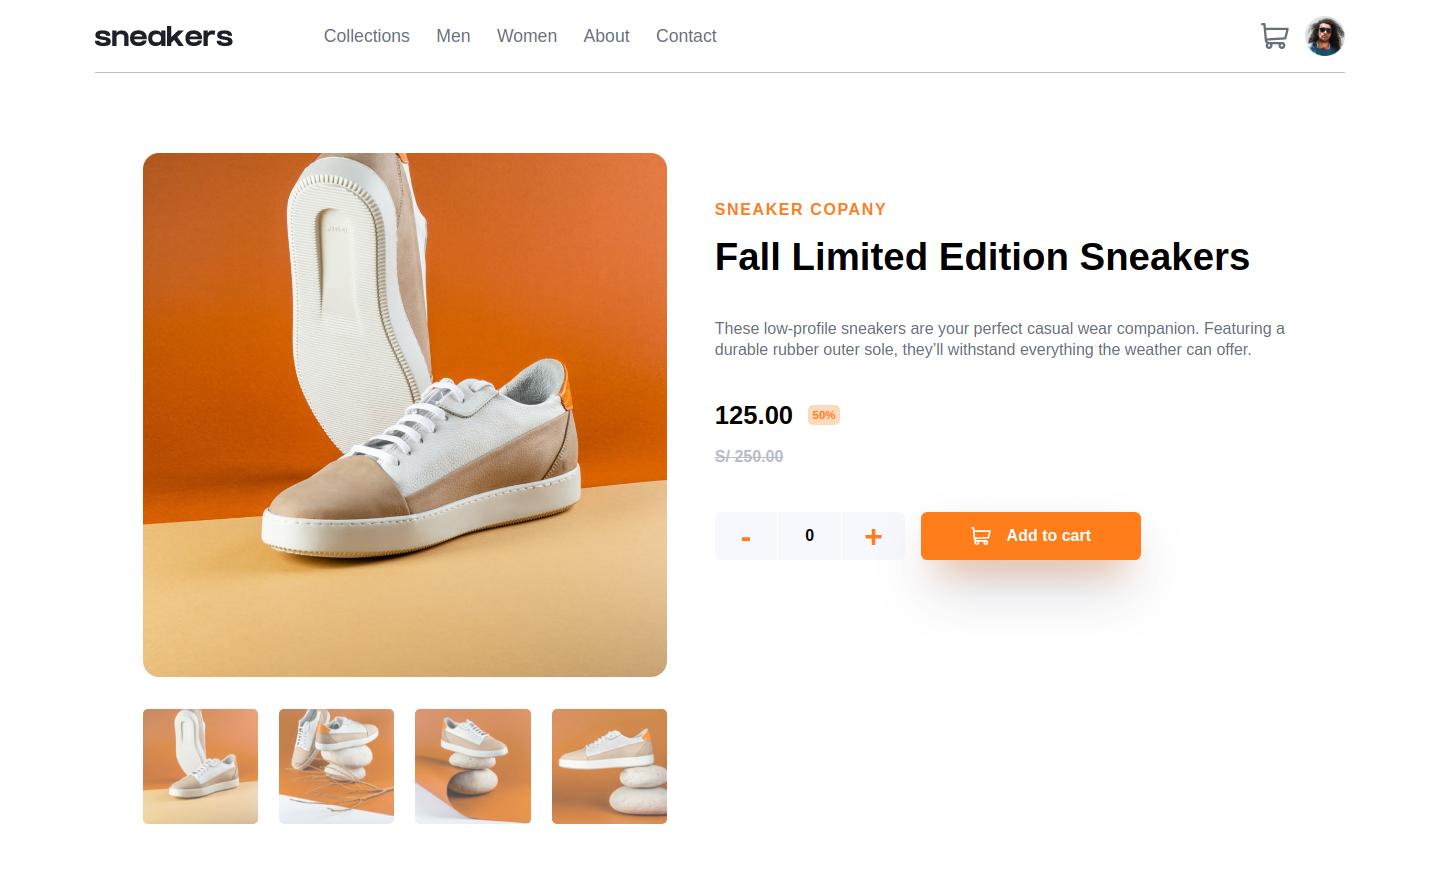 sneakers
Collections Men Women About Contact
SNEAKER COPANY
Fall Limited Edition Sneakers
These low-profile sneakers are your perfect casual wear companion. Featuring a
durable rubber outer sole, they’ll withstand everything the weather can offer.
125.00 50%
S/ 250.00
- 0 + Add to cart